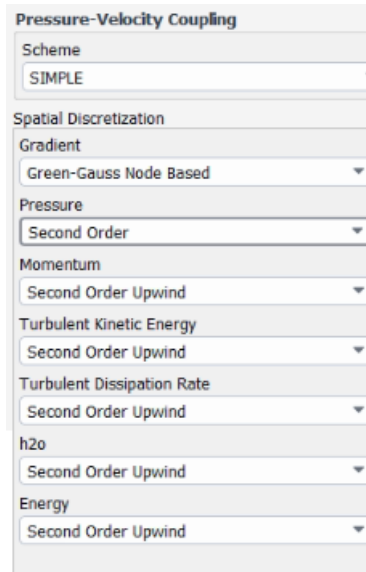 Pressure-Velocity Coupling
Scheme
SIMPLE
Spatial Discretization
Gradient
Green-Gauss Node Based
Pressure
Second Order
Momentum
Second Order Upwind
Turbulent Kinetic Energy
Second Order Upwind
Turbulent Dissipation Rate
Second Order Upwind
h2o
Second Order Upwind
Energy
Second Order Upwind